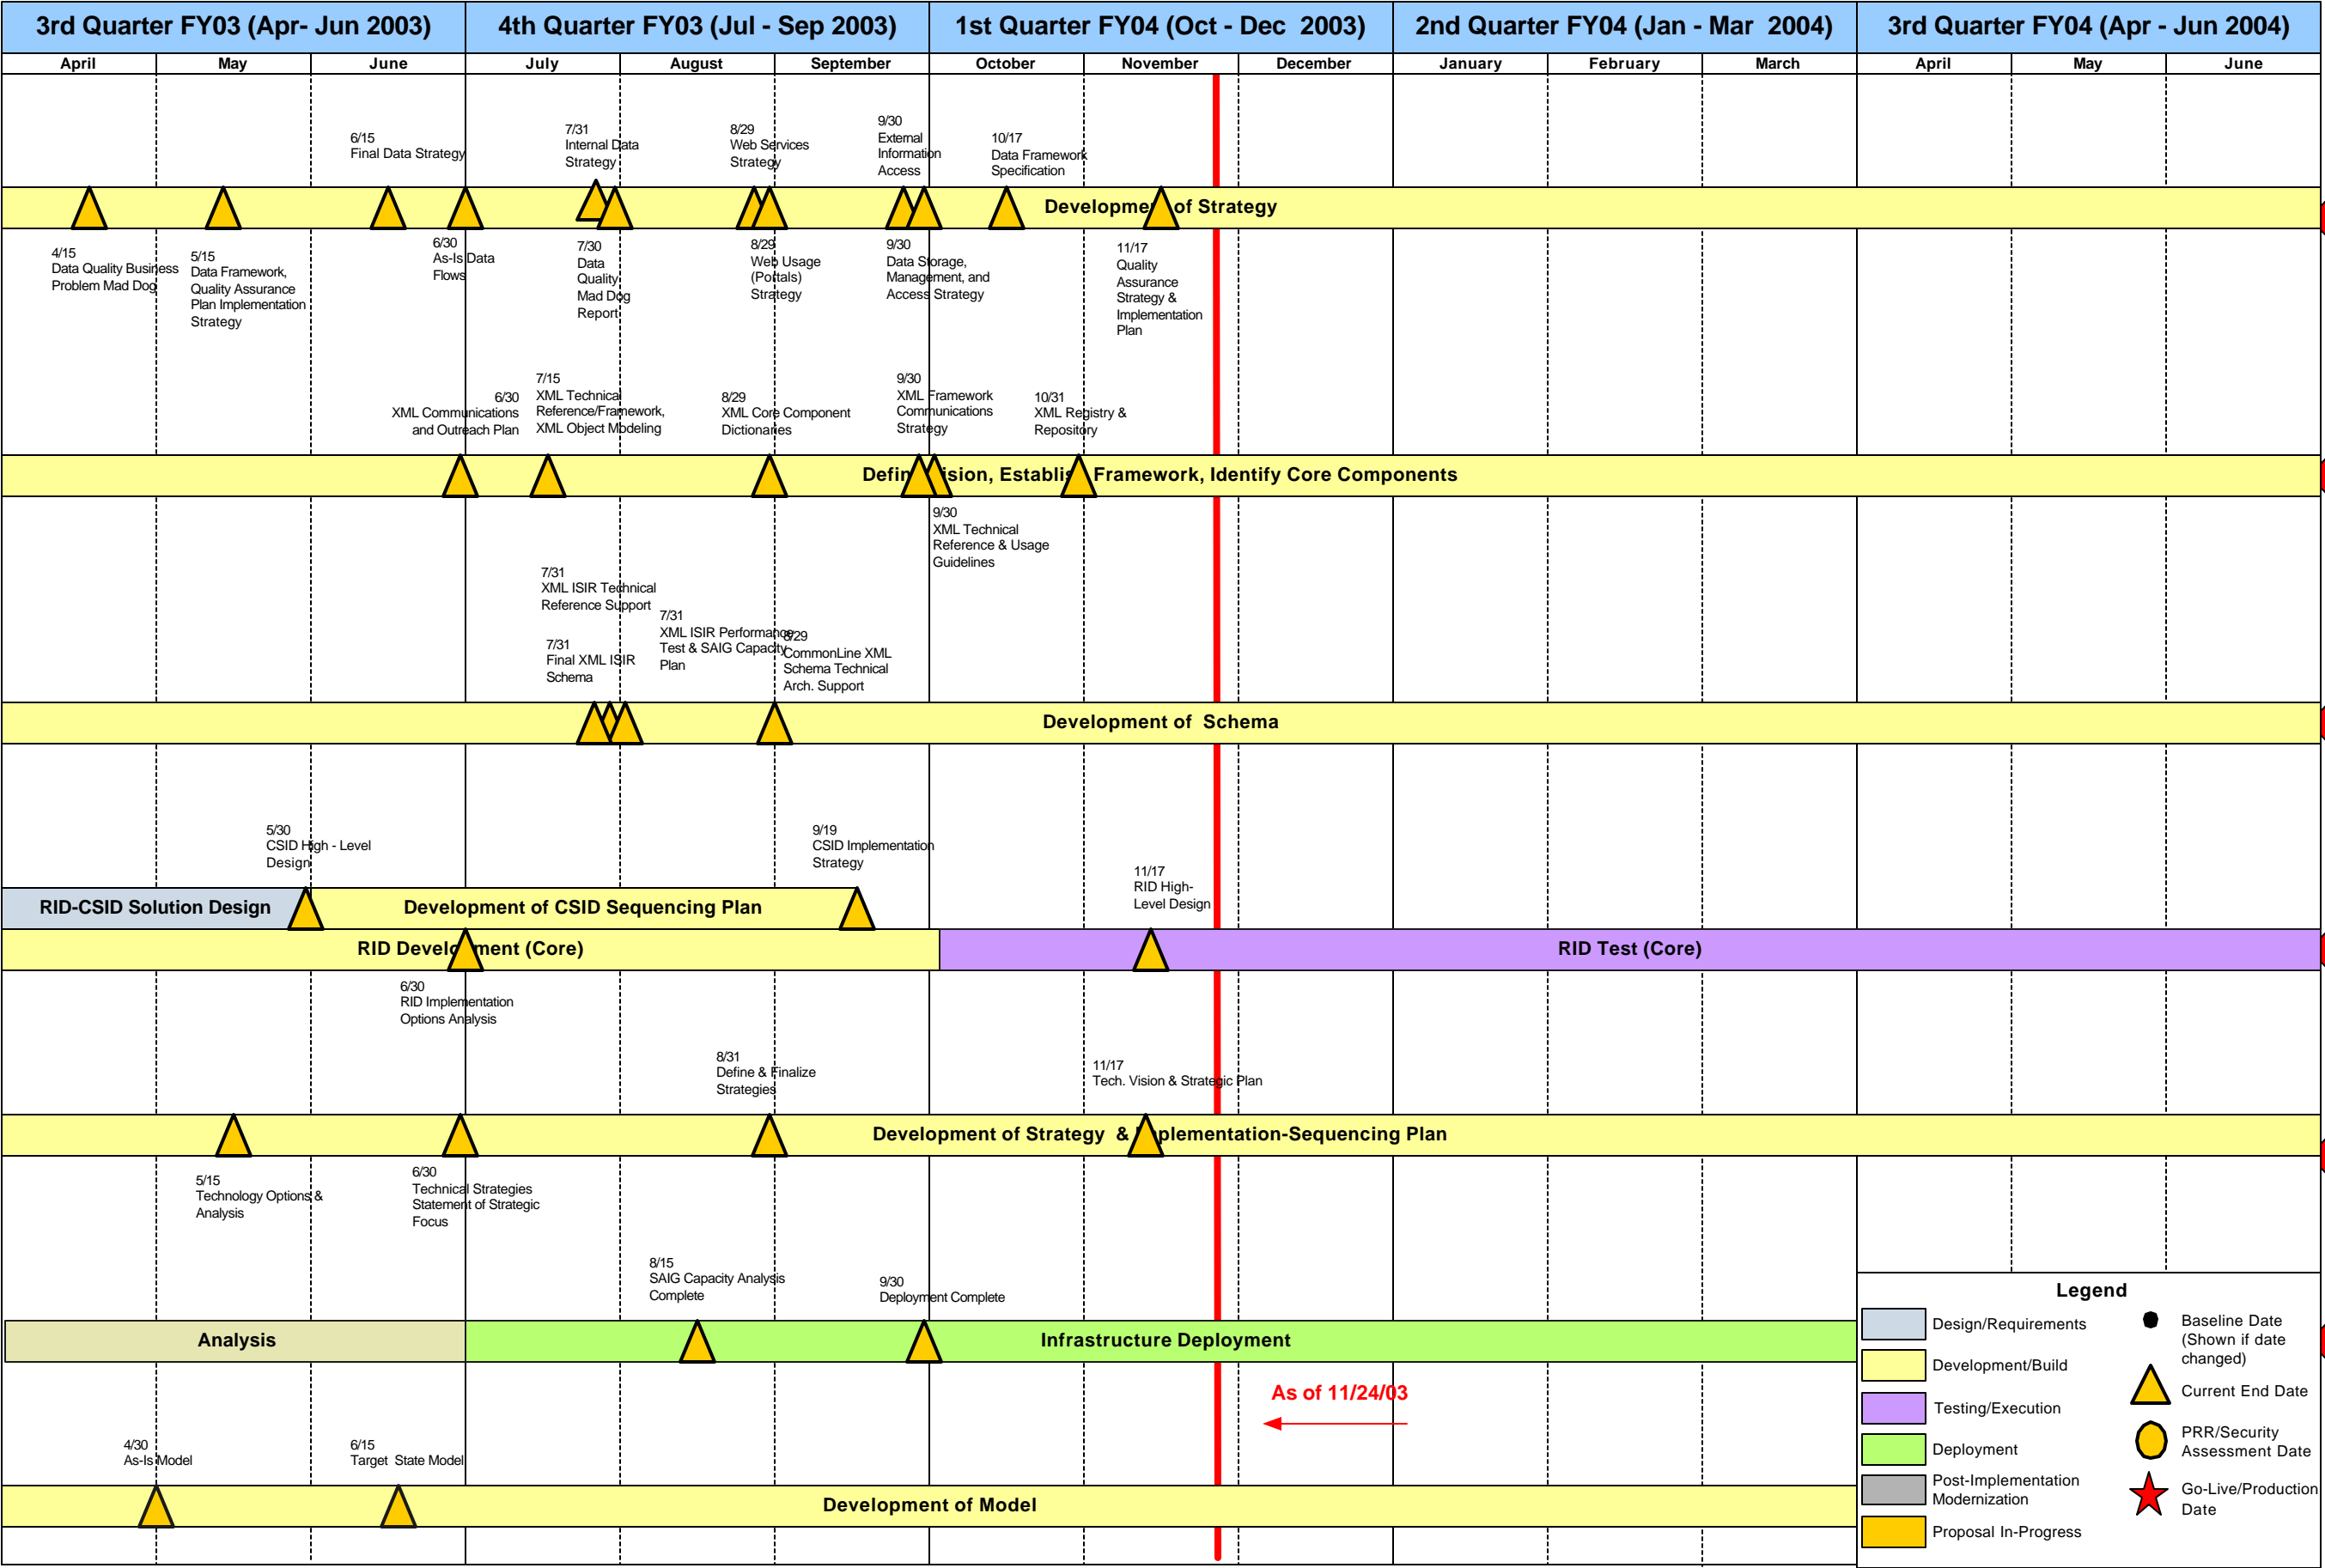 3rd Quarter FY03 (Apr- Jun 2003)
4th Quarter FY03 (Jul - Sep 2003)
1st Quarter FY04 (Oct - Dec 2003)
2nd Quarter FY04 (Jan - Mar 2004)
3rd Quarter FY04 (Apr - Jun 2004)
April
May
June
July
August
September
October
November
December
January
February
March
April
May
June
6/15
Final Data Strategy
7/31
Internal Data
Strategy
8/29
Web Services
Strategy
9/30
External
Information
Access
10/17
Data Framework
Specification
Development of Strategy
4/15
Data Quality Business
Problem Mad Dog
5/15
Data Framework,
Quality Assurance
Plan Implementation
Strategy
6/30
As-Is Data
Flows
7/30
Data
Quality
Mad Dog
Report
8/29
Web Usage
(Portals)
Strategy
9/30
Data Storage,
Management, and
Access Strategy
11/17
Quality
Assurance
Strategy &
Implementation
Plan
6/30
XML Communications
and Outreach Plan
7/15
XML Technical
Reference/Framework,
XML Object Modeling
8/29
XML Core Component
Dictionaries
9/30
XML Framework
Communications
Strategy
10/31
XML Registry &
Repository
Define Vision, Establish Framework, Identify Core Components
9/30
XML Technical
Reference & Usage
Guidelines
7/31
XML ISIR Technical
Reference Support
7/31
Final XML ISIR
Schema
7/31
XML ISIR Performance
Test & SAIG Capacity
Plan
8/29
CommonLine XML
Schema Technical
Arch. Support
Development of Schema
5/30
CSID High - Level
Design
9/19
CSID Implementation
Strategy
11/17
RID High-
Level Design
RID-CSID Solution Design
Development of CSID Sequencing Plan
RID Development (Core)
RID Test (Core)
6/30
RID Implementation
Options Analysis
8/31
Define & Finalize
Strategies
11/17
Tech. Vision & Strategic Plan
Development of Strategy & Implementation-Sequencing Plan
5/15
Technology Options &
Analysis
6/30
Technical Strategies
Statement of Strategic
Focus
8/15
SAIG Capacity Analysis
Complete
9/30
Deployment Complete
Analysis
Infrastructure Deployment
As of 11/24/03
4/30
As-Is Model
6/15
Target State Model
Development of Model
Legend
Design/Requirements
Development/Build
Testing/Execution
Deployment
Post-Implementation
Modernization
Proposal In-Progress
Baseline Date
(Shown if date
changed)
Current End Date
PRR/Security
Assessment Date
Go-Live/Production
Date